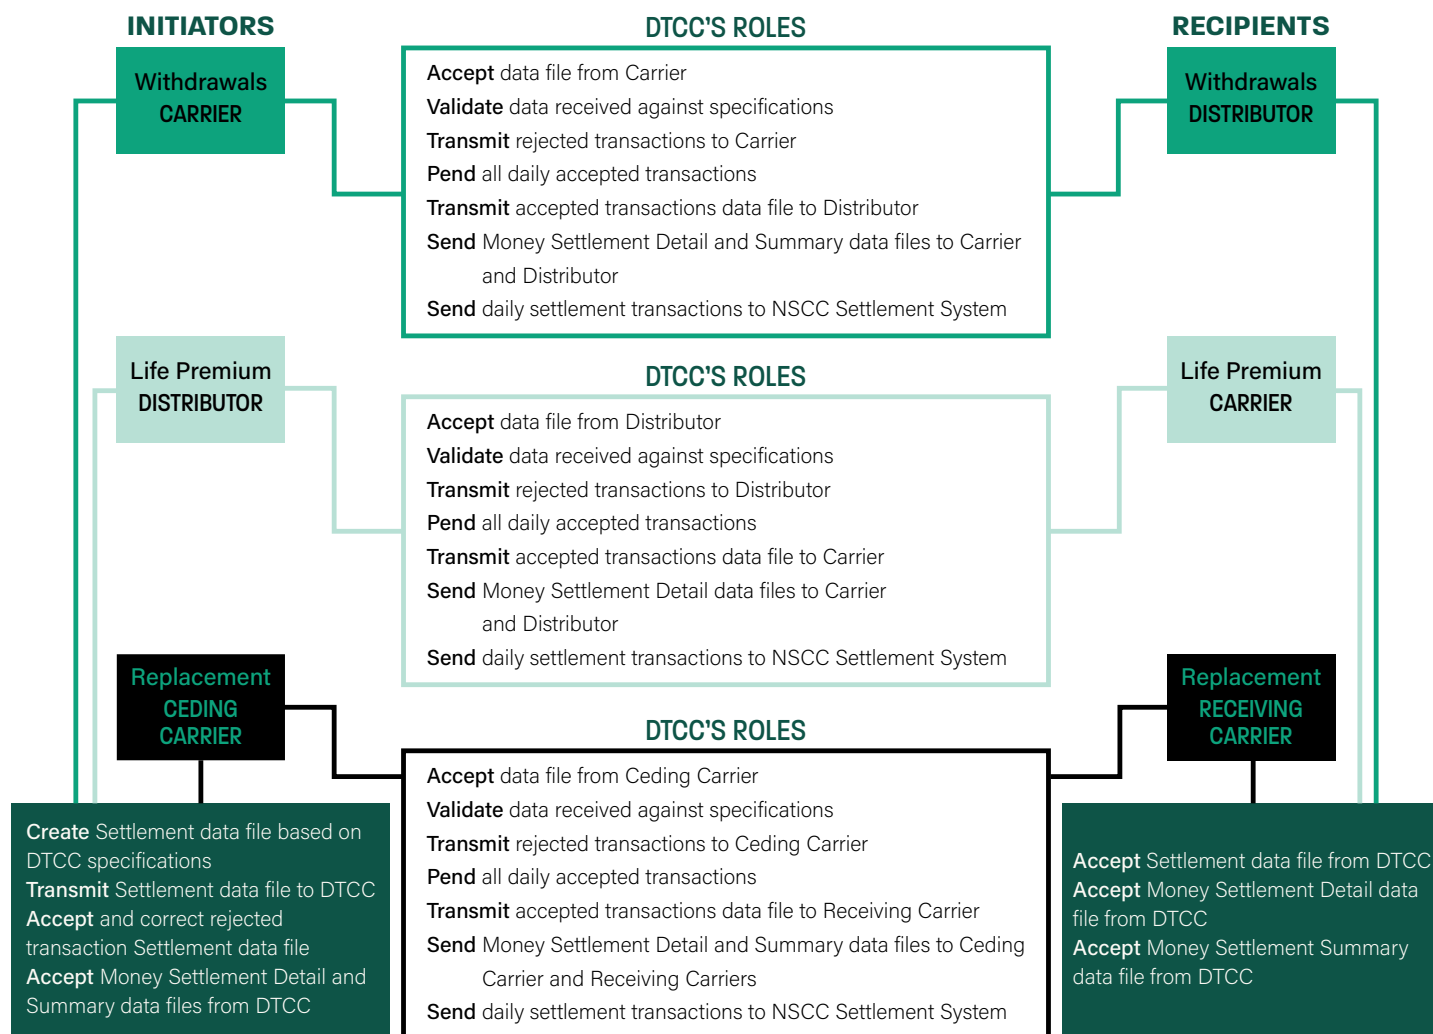 INITIATORS
DTCC'S ROLES
RECIPIENTS
Withdrawals
CARRIER
Accept data file from Carrier
Validate data received against specifications
Transmit rejected transactions to Carrier
Pend all daily accepted transactions
Transmit accepted transactions data file to Distributor
Send Money Settlement Detail and Summary data files to Carrier
and Distributor
Send daily settlement transactions to NSCC Settlement System
Withdrawals
DISTRIBUTOR
Life Premium
DISTRIBUTOR
DTCC'S ROLES
Accept data file from Distributor
Validate data received against specifications
Transmit rejected transactions to Distributor
Pend all daily accepted transactions
Transmit accepted transactions data file to Carrier
Send Money Settlement Detail data files to Carrier
and Distributor
Send daily settlement transactions to NSCC Settlement System
Life Premium
CARRIER
Replacement
CEDING
CARRIER
DTCC'S ROLES
Accept data file from Ceding Carrier
Validate data received against specifications
Transmit rejected transactions to Ceding Carrier
Pend all daily accepted transactions
Transmit accepted transactions data file to Receiving Carrier
Send Money Settlement Detail and Summary data files to Ceding
Carrier and Receiving Carriers
Send daily settlement transactions to NSCC Settlement System
Replacement
RECEIVING
CARRIER
Create Settlement data file based on
DTCC specifications
Transmit Settlement data file to DTCC
Accept and correct rejected
transaction Settlement data file
Accept Money Settlement Detail and
Summary data files from DTCC
Accept Settlement data file from DTCC
Accept Money Settlement Detail data
file from DTCC
Accept Money Settlement Summary
data file from DTCC